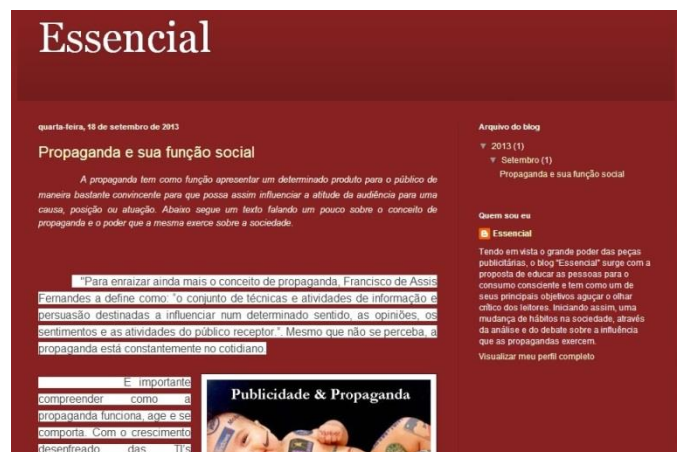 Essencial
quarta-feira, 18 de setembro de 2013
Propaganda e sua função social
A propaganda tem como função apresentar um determinado produto para o público de
maneira bastante convincente para que possa assim influenciar a atitude da audiência para uma
causa, posição ou atuação. Abaixo segue um texto falando um pouco sobre o conceito de
propaganda e o poder que a mesma exerce sobre a sociedade.
"Para enraizar ainda mais o conceito de propaganda, Francisco de Assis
Fernandes a define como: "o conjunto de técnicas e atividades de informação e
persuasão destinadas a influenciar num determinado sentido, as opiniões, os
sentimentos e as atividades do público receptor.". Mesmo que não se perceba, a
propaganda está constantemente no cotidiano.
É importante
compreender como a
propaganda funciona, age e se
comporta. Com o crescimento
desenfreado das TI's
Publicidade & Propaganda
Arquivo do blog
▼ 2013 (1)
▼ Setembro (1)
Propaganda e sua função social
Quem sou eu
Essencial
Tendo em vista o grande poder das peças
publicitárias, o blog "Essencial" surge com a
proposta de educar as pessoas para o
consumo consciente e tem como um de
seus principais objetivos aguçar o olhar
crítico dos leitores. Iniciando assim, uma
mudança de hábitos na sociedade, através
da análise e do debate sobre a influência
que as propagandas exercem.
Visualizar meu perfil completo